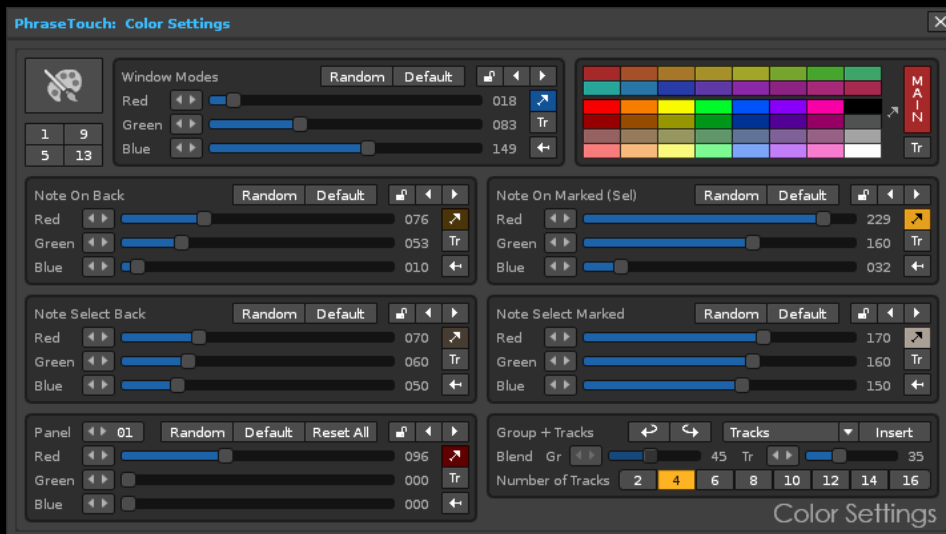 PhraseTouch: Color Settings
Window Modes Random Default
Red 018
Green 083 Tr
Blue 149
1 9
5 13
MAIN
Tr
Note On Back Random Default
Red 076
Green 053 Tr
Blue 010
Note On Marked (Sel) Random Default
Red 229
Green 160 Tr
Blue 032
Note Select Back Random Default
Red 070
Green 060 Tr
Blue 050
Note Select Marked Random Default
Red 170
Green 160 Tr
Blue 150
Panel 01 Random Default Reset All
Red 096
Green 000 Tr
Blue 000
Group + Tracks Tracks Insert
Blend Gr 45 Tr 35
Number of Tracks 2 4 6 8 10 12 14 16
Color Settings